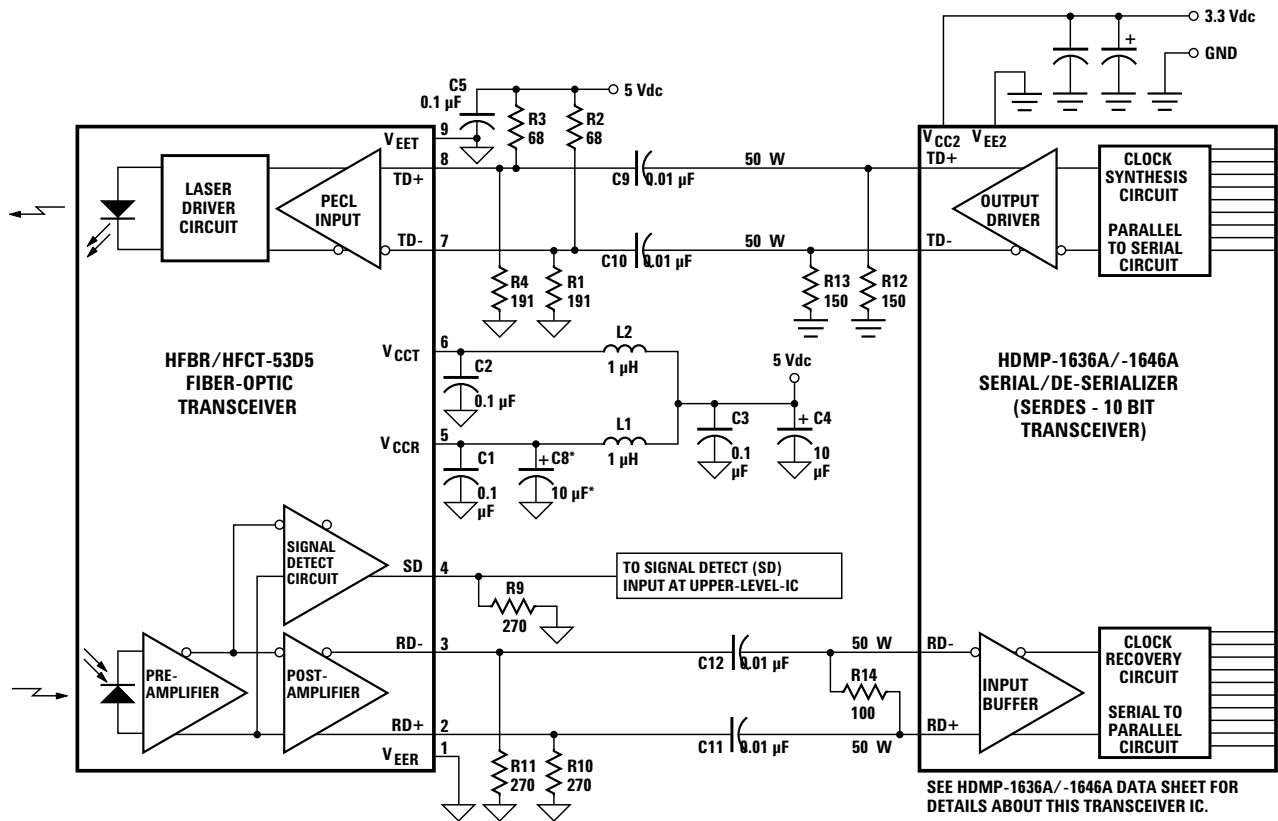 3.3 Vdc
GND
C5
0.1 µF
5 Vdc
R3
68
R2
68
9
VEET
8
TD+
7
TD-
LASER
DRIVER
CIRCUIT
PECL
INPUT
C9
0.01 µF
50 W
C10
0.01 µF
50 W
R4
191
R1
191
R13
150
R12
150
VCC2
VEE2
TD+
TD-
OUTPUT
DRIVER
CLOCK
SYNTHESIS
CIRCUIT
PARALLEL
TO SERIAL
CIRCUIT
HFBR/HFCT-53D5
FIBER-OPTIC
TRANSCEIVER
VCCT
6
C2
0.1 µF
L2
1 µH
5 Vdc
VCCR
5
L1
1 µH
C1
0.1
µF
+
C8*
10 µF*
C3
0.1
µF
+
C4
10
µF
+
HDMP-1636A/-1646A
SERIAL/DE-SERIALIZER
(SERDES - 10 BIT
TRANSCEIVER)
SIGNAL
DETECT
CIRCUIT
SD
4
R9
270
TO SIGNAL DETECT (SD)
INPUT AT UPPER-LEVEL-IC
PRE-
AMPLIFIER
POST-
AMPLIFIER
RD-
3
RD+
2
VEER
1
R11
270
R10
270
C12
0.01 µF
50 W
C11
0.01 µF
50 W
R14
100
RD-
RD+
INPUT
BUFFER
CLOCK
RECOVERY
CIRCUIT
SERIAL TO
PARALLEL
CIRCUIT
SEE HDMP-1636A/-1646A DATA SHEET FOR
DETAILS ABOUT THIS TRANSCEIVER IC.